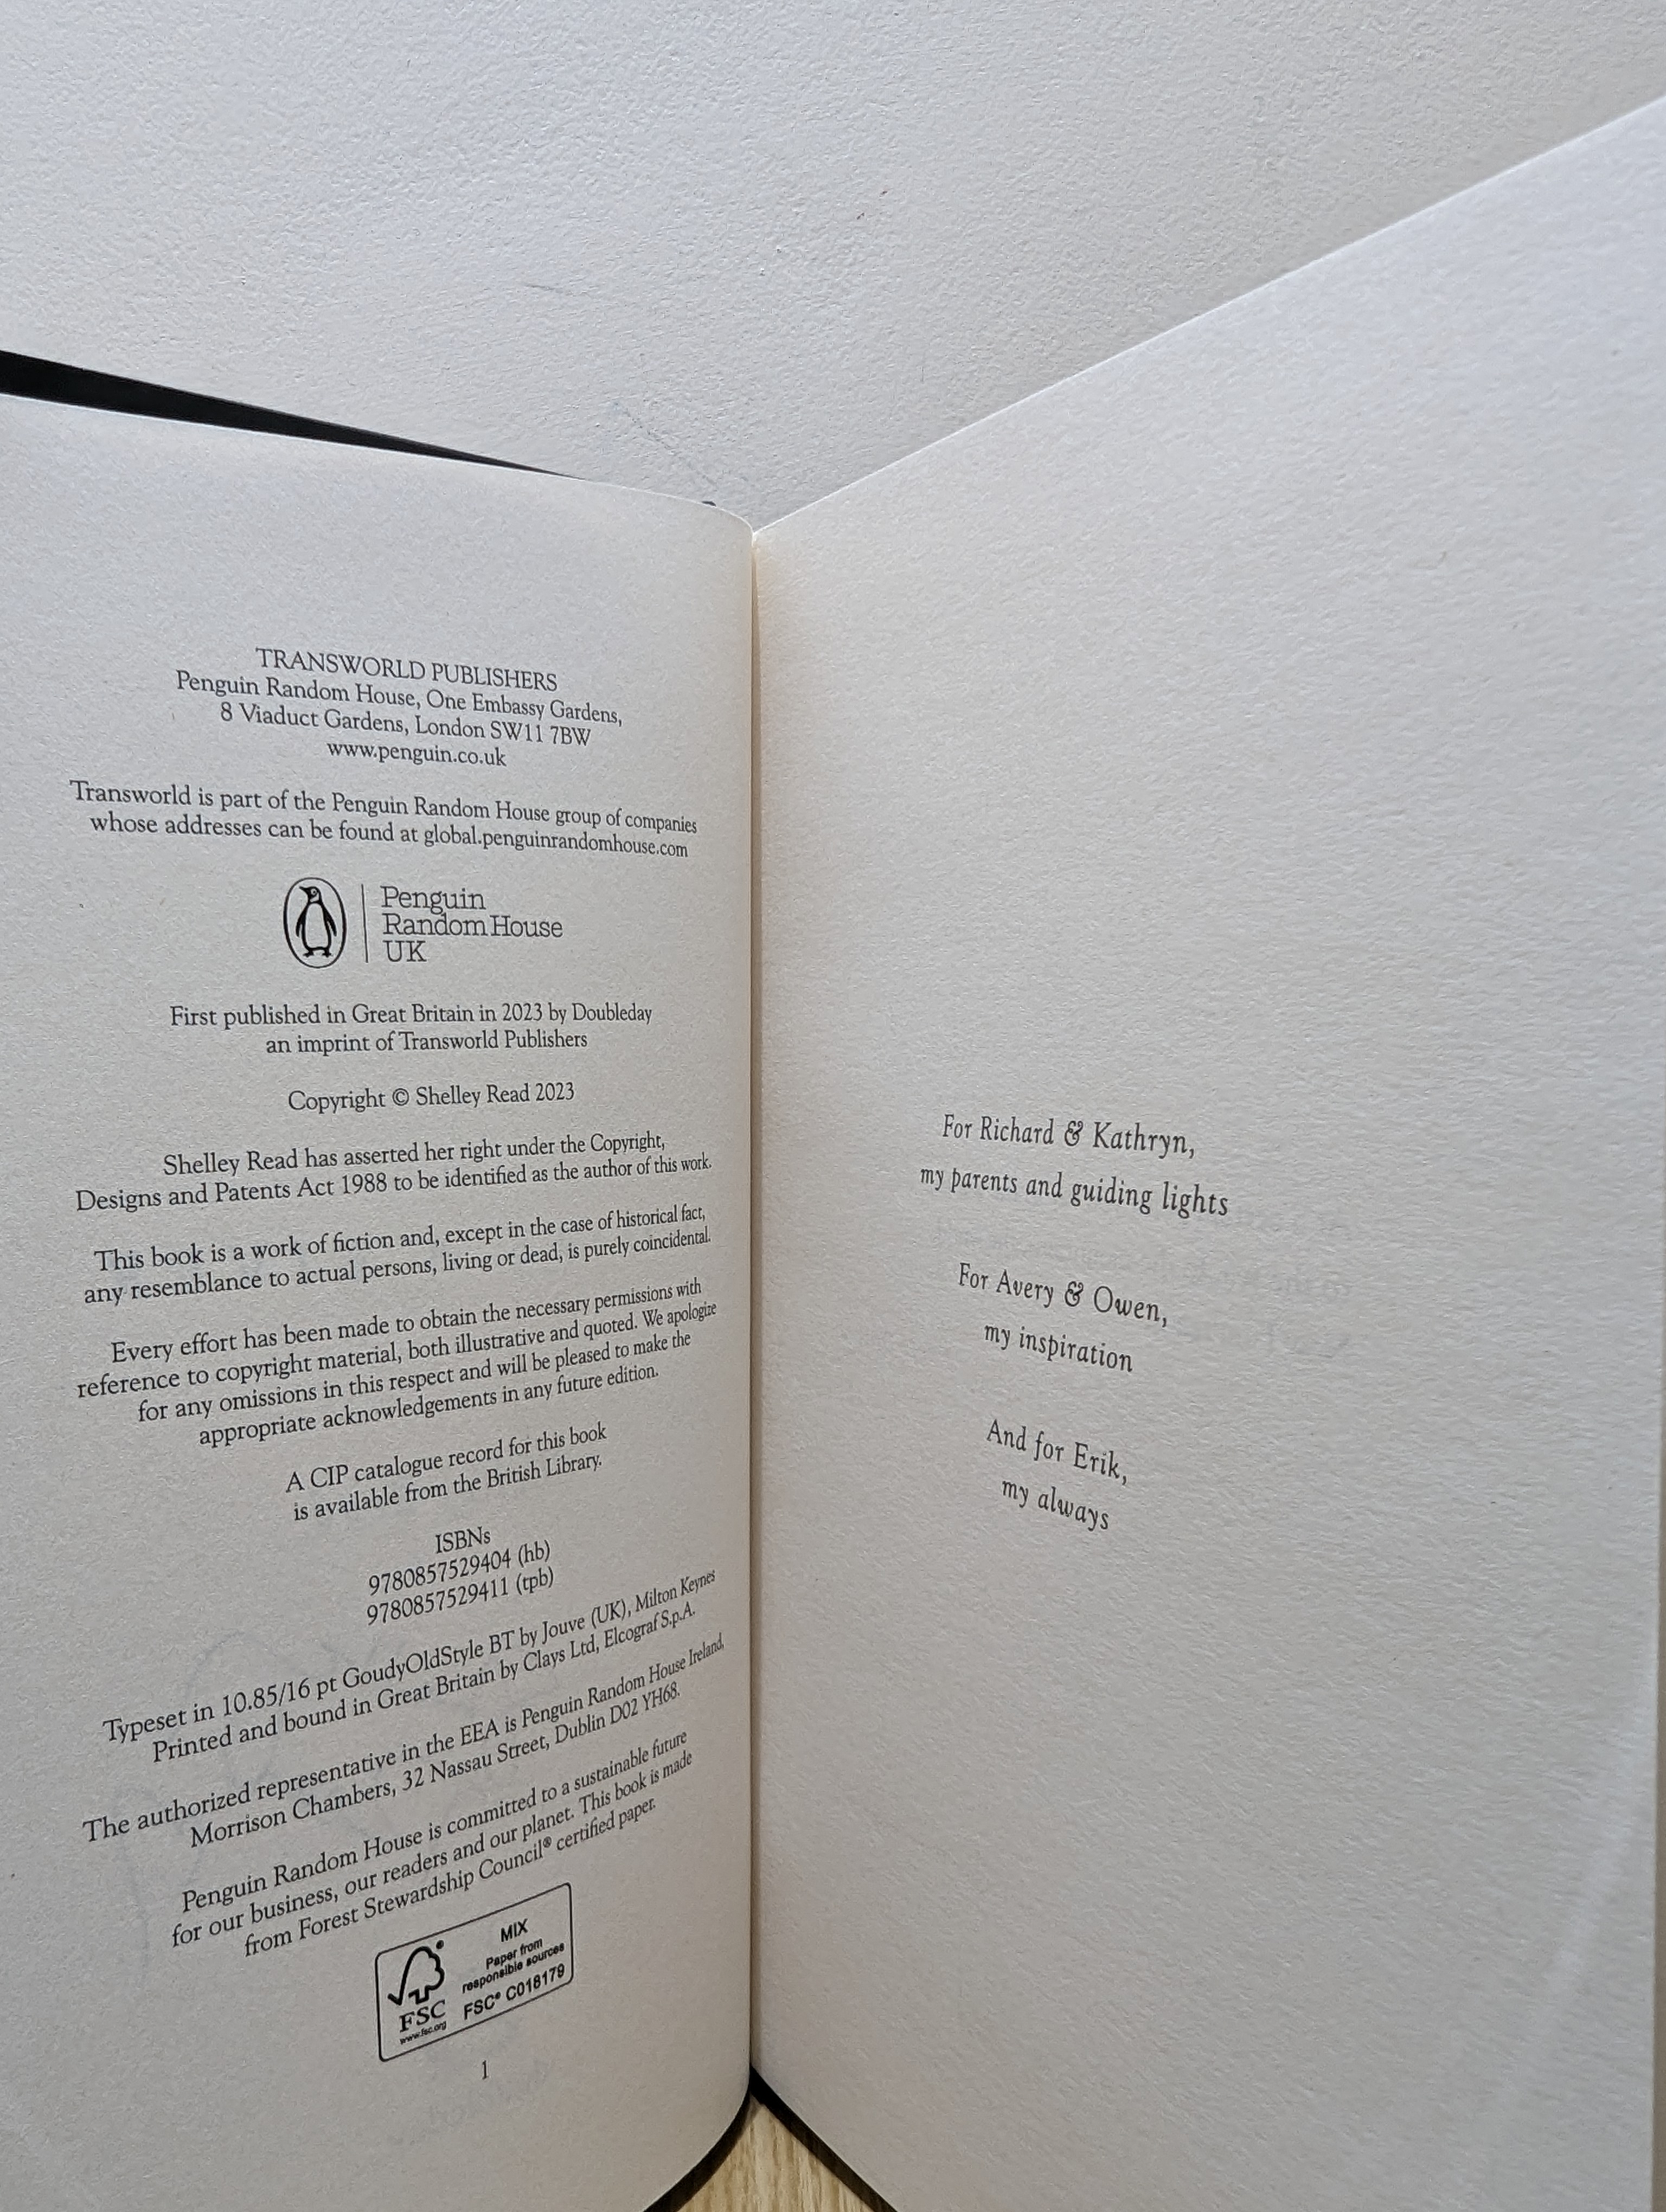 TRANSWORLD PUBLISHERS
Penguin Random House, One Embassy Gardens,
8 Viaduct Gardens, London SW11 7BW
www.penguin.co.uk
Transworld is part of the Penguin Random House group of companies
whose addresses can be found at global.penguinrandomhouse.com
Penguin
Random House
UK
First published in Great Britain in 2023 by Doubleday
an imprint of Transworld Publishers
Copyright © Shelley Read 2023
Shelley Read has asserted her right under the Copyright,
Designs and Patents Act 1988 to be identified as the author of this work.
This book is a work of fiction and, except in the case of historical fact,
any resemblance to actual persons, living or dead, is purely coincidental.
Every effort has been made to obtain the necessary permissions with
reference to copyright material, both illustrative and quoted. We apologize
for any omissions in this respect and will be pleased to make the
appropriate acknowledgements in any future edition.
A CIP catalogue record for this book
is available from the British Library.
ISBNs
9780857529404 (hb)
9780857529411 (tpb)
Typeset in 10.85/16 pt GoudyOldStyle BT by Jouve (UK), Milton Keynes
Printed and bound in Great Britain by Clays Ltd, Elcograf S.p.A.
The authorized representative in the EEA is Penguin Random House Ireland,
Morrison Chambers, 32 Nassau Street, Dublin D02 YH68.
Penguin Random House is committed to a sustainable future
for our business, our readers and our planet. This book is made
from Forest Stewardship Council® certified paper.
MIX
Paper from
responsible sources
FSC® C018179
FSC
www.fsc.org
1
For Richard & Kathryn,
my parents and guiding lights
For Avery & Owen,
my inspiration
And for Erik,
my always